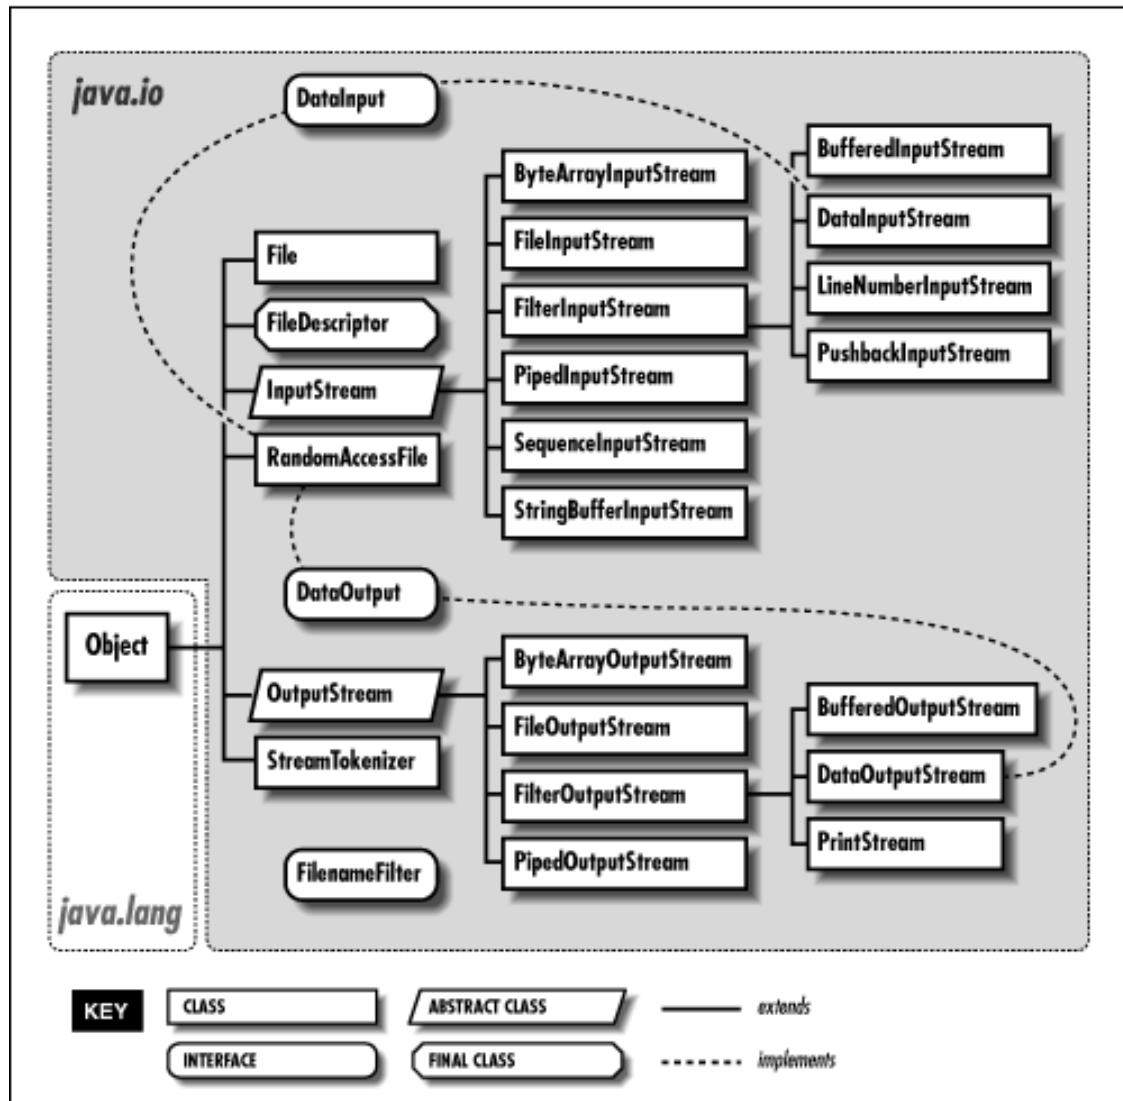 java.io
DataInput
BufferedInputStream
ByteArrayInputStream
DataInputStream
File
FileInputStream
LineNumberInputStream
FileDescriptor
FilterInputStream
PushbackInputStream
InputStream
PipedInputStream
RandomAccessFile
SequenceInputStream
StringBufferInputStream
DataOutput
Object
ByteArrayOutputStream
OutputStream
BufferedOutputStream
FileOutputStream
StreamTokenizer
DataOutputStream
FilterOutputStream
PrintStream
FilenameFilter
PipedOutputStream
java.lang
KEY
CLASS
ABSTRACT CLASS
extends
INTERFACE
FINAL CLASS
implements